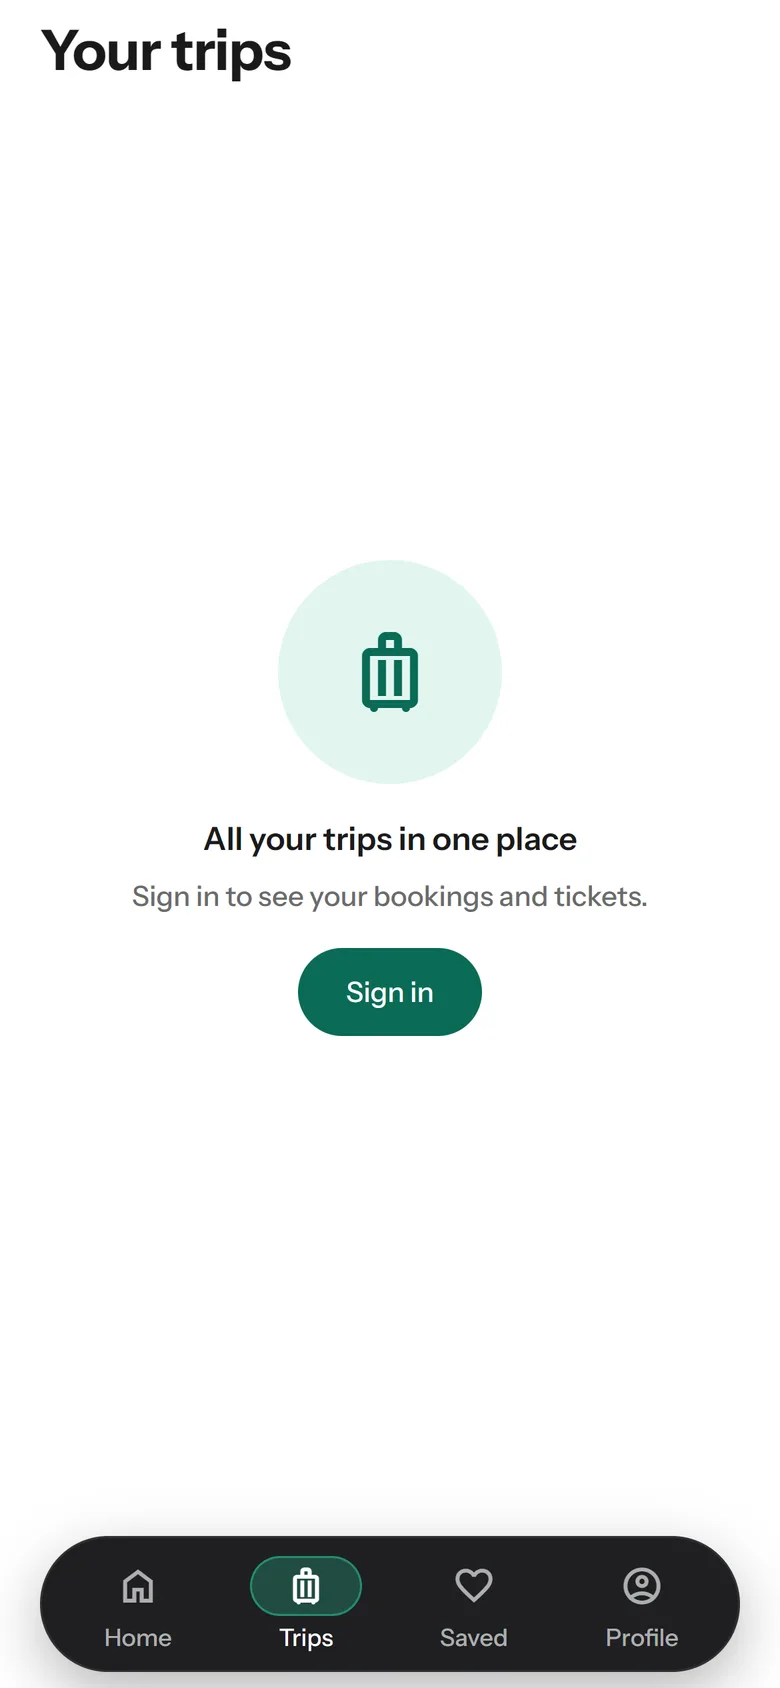 Your trips
All your trips in one place
Sign in to see your bookings and tickets.
Sign in
Home
Trips
Saved
Profile